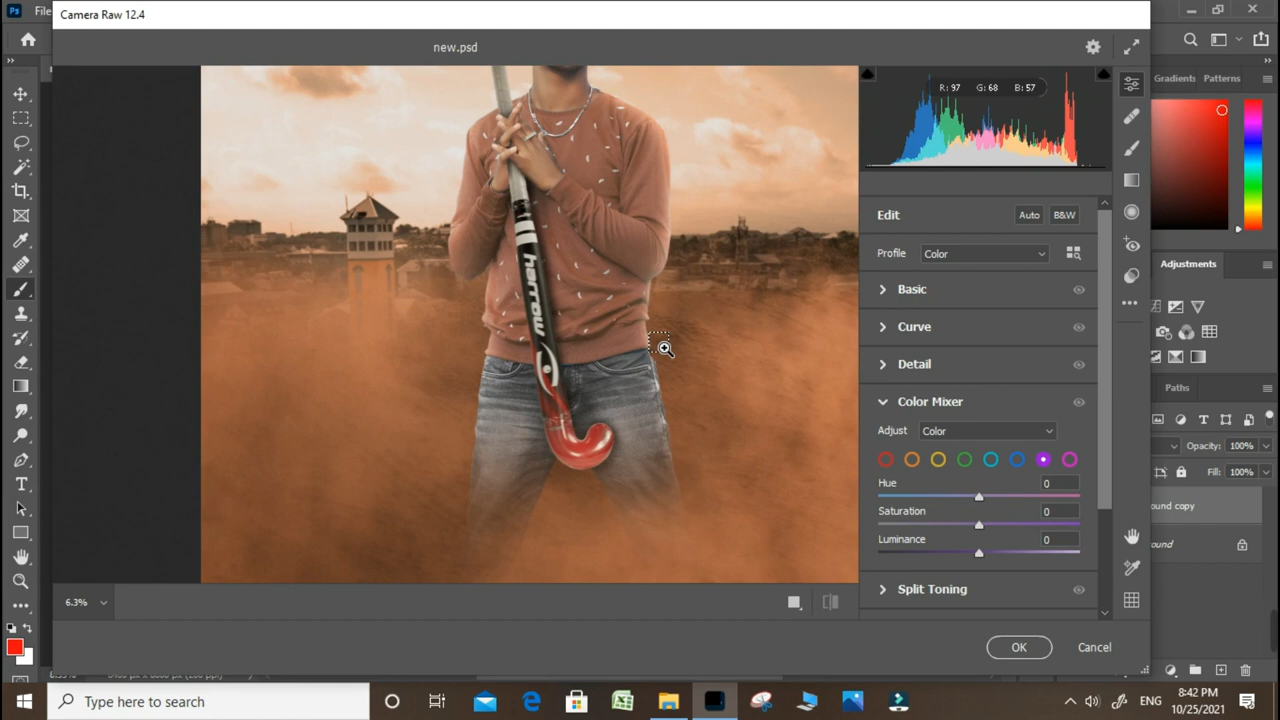 Ps
File
Camera Raw 12.4
new.psd
R: 97 G: 68 B: 57
Gradients Patterns
Edit
Auto
B&W
Profile
Color
Basic
Curve
Detail
Color Mixer
Adjust
Color
Hue
0
Saturation
0
Luminance
0
Split Toning
harrow
Adjustments
Paths
Opacity: 100%
Fill: 100%
ound copy
ound
6.3%
OK
Cancel
Type here to search
ENG
8:42 PM
10/25/2021